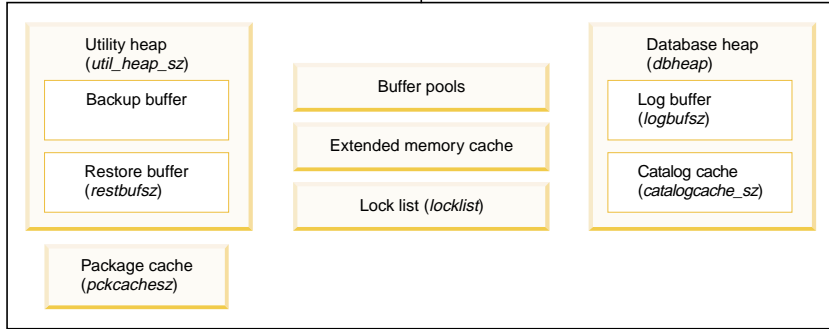 Utility heap
(util_heap_sz)
Backup buffer
Restore buffer
(restbufsz)
Package cache
(pckcachesz)
Buffer pools
Extended memory cache
Lock list (locklist)
Database heap
(dbheap)
Log buffer
(logbufsz)
Catalog cache
(catalogcache_sz)